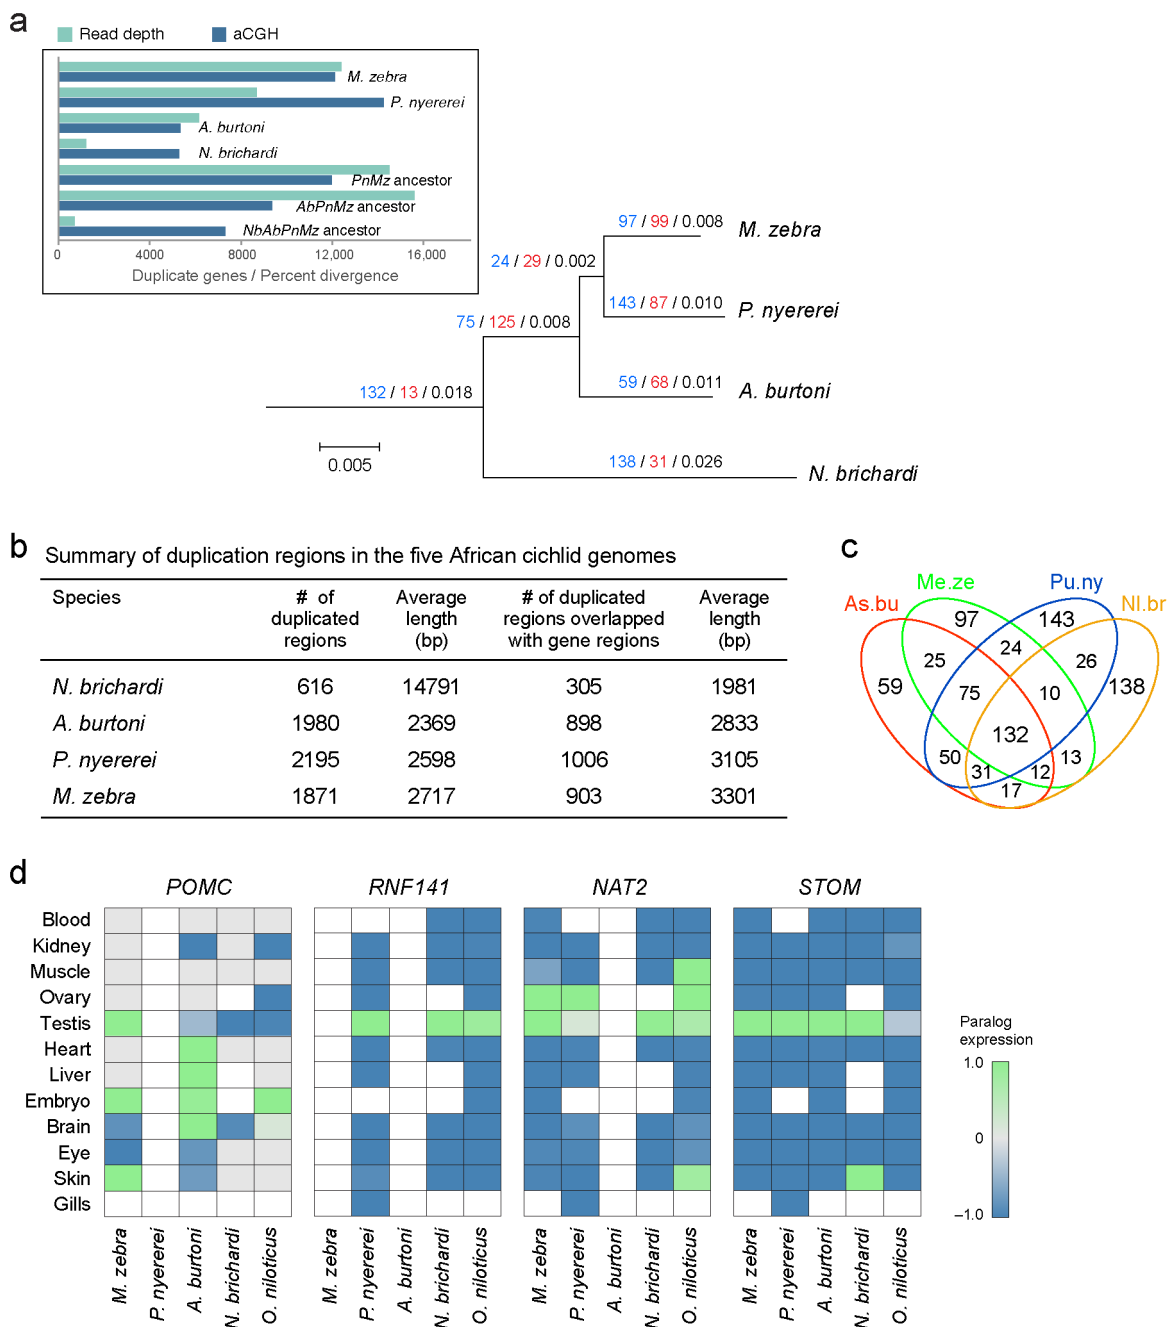 a
Read depth
aCGH
M. zebra
P. nyererei
A. burtoni
N. brichardi
PnMz ancestor
AbPnMz ancestor
NbAbPnMz ancestor
0 4000 8000 12,000 16,000
Duplicate genes / Percent divergence
97 / 99 / 0.008
M. zebra
24 / 29 / 0.002
143 / 87 / 0.010
P. nyererei
75 / 125 / 0.008
59 / 68 / 0.011
A. burtoni
132 / 13 / 0.018
0.005
138 / 31 / 0.026
N. brichardi
b
Summary of duplication regions in the five African cichlid genomes
Species # of duplicated regions Average length (bp) # of duplicated regions overlapped with gene regions Average length (bp)
N. brichardi 616 14791 305 1981
A. burtoni 1980 2369 898 2833
P. nyererei 2195 2598 1006 3105
M. zebra 1871 2717 903 3301
c
Me.ze Pu.ny
As.bu Nl.br
97 143
24
25 26
59 75 10 138
132
50 31 12 13
17
d
POMC RNF141 NAT2 STOM
Blood
Kidney
Muscle
Ovary
Testis
Heart
Liver
Embryo
Brain
Eye
Skin
Gills
Paralog
expression
1.0
0
–1.0
M. zebra P. nyererei A. burtoni N. brichardi O. niloticus
M. zebra P. nyererei A. burtoni N. brichardi O. niloticus
M. zebra P. nyererei A. burtoni N. brichardi O. niloticus
M. zebra P. nyererei A. burtoni N. brichardi O. niloticus